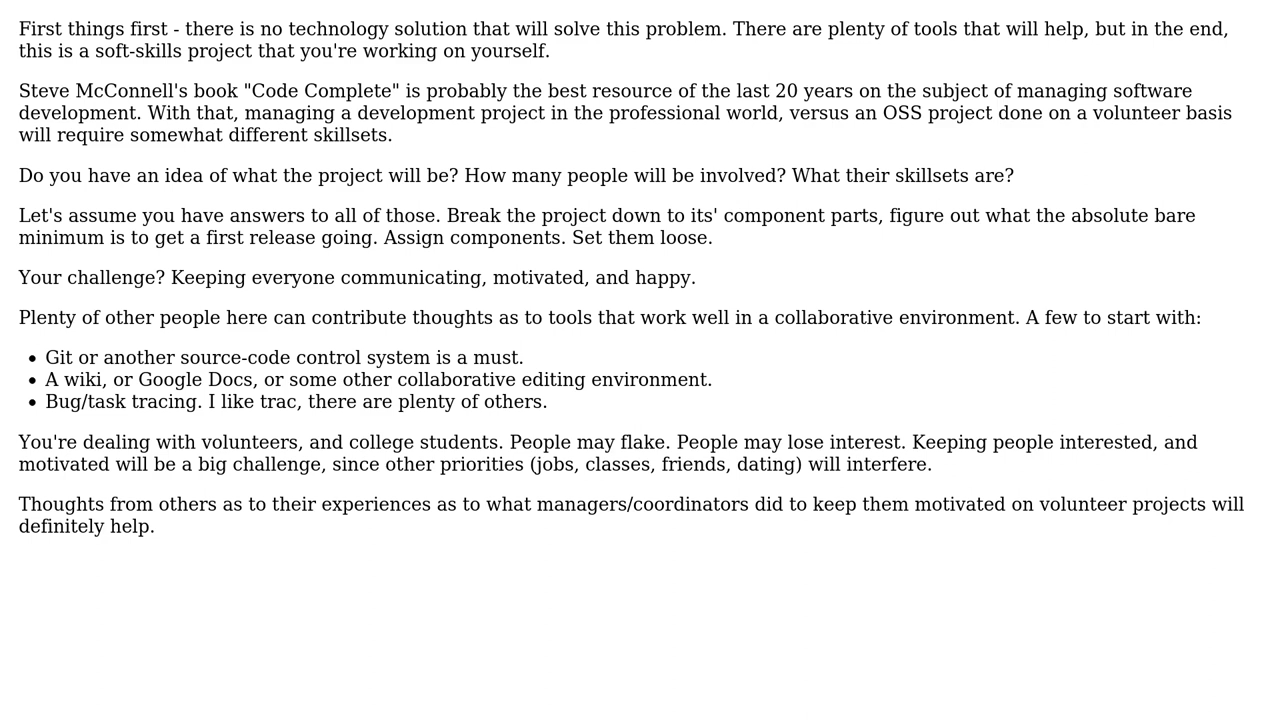 First things first - there is no technology solution that will solve this problem. There are plenty of tools that will help, but in the end,
this is a soft-skills project that you're working on yourself.
Steve McConnell's book "Code Complete" is probably the best resource of the last 20 years on the subject of managing software
development. With that, managing a development project in the professional world, versus an OSS project done on a volunteer basis
will require somewhat different skillsets.
Do you have an idea of what the project will be? How many people will be involved? What their skillsets are?
Let's assume you have answers to all of those. Break the project down to its' component parts, figure out what the absolute bare
minimum is to get a first release going. Assign components. Set them loose.
Your challenge? Keeping everyone communicating, motivated, and happy.
Plenty of other people here can contribute thoughts as to tools that work well in a collaborative environment. A few to start with:
• Git or another source-code control system is a must.
• A wiki, or Google Docs, or some other collaborative editing environment.
• Bug/task tracing. I like trac, there are plenty of others.
You're dealing with volunteers, and college students. People may flake. People may lose interest. Keeping people interested, and
motivated will be a big challenge, since other priorities (jobs, classes, friends, dating) will interfere.
Thoughts from others as to their experiences as to what managers/coordinators did to keep them motivated on volunteer projects will
definitely help.